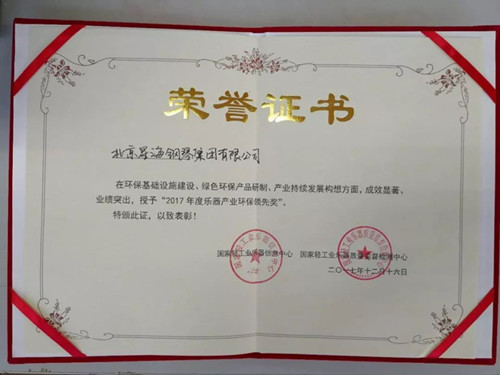 荣誉证书
北京星海钢琴集团有限公司
在环保基础设施建设、绿色环保产品研制、产业持续发展构想方面,成效显著、
业绩突出,授予“2017 年度乐器产业环保领先奖”。
特颁此证,以致表彰!
国家轻工业乐器信息中心 国家轻工业乐器质量监督检测中心
二〇一七年十二月十六日